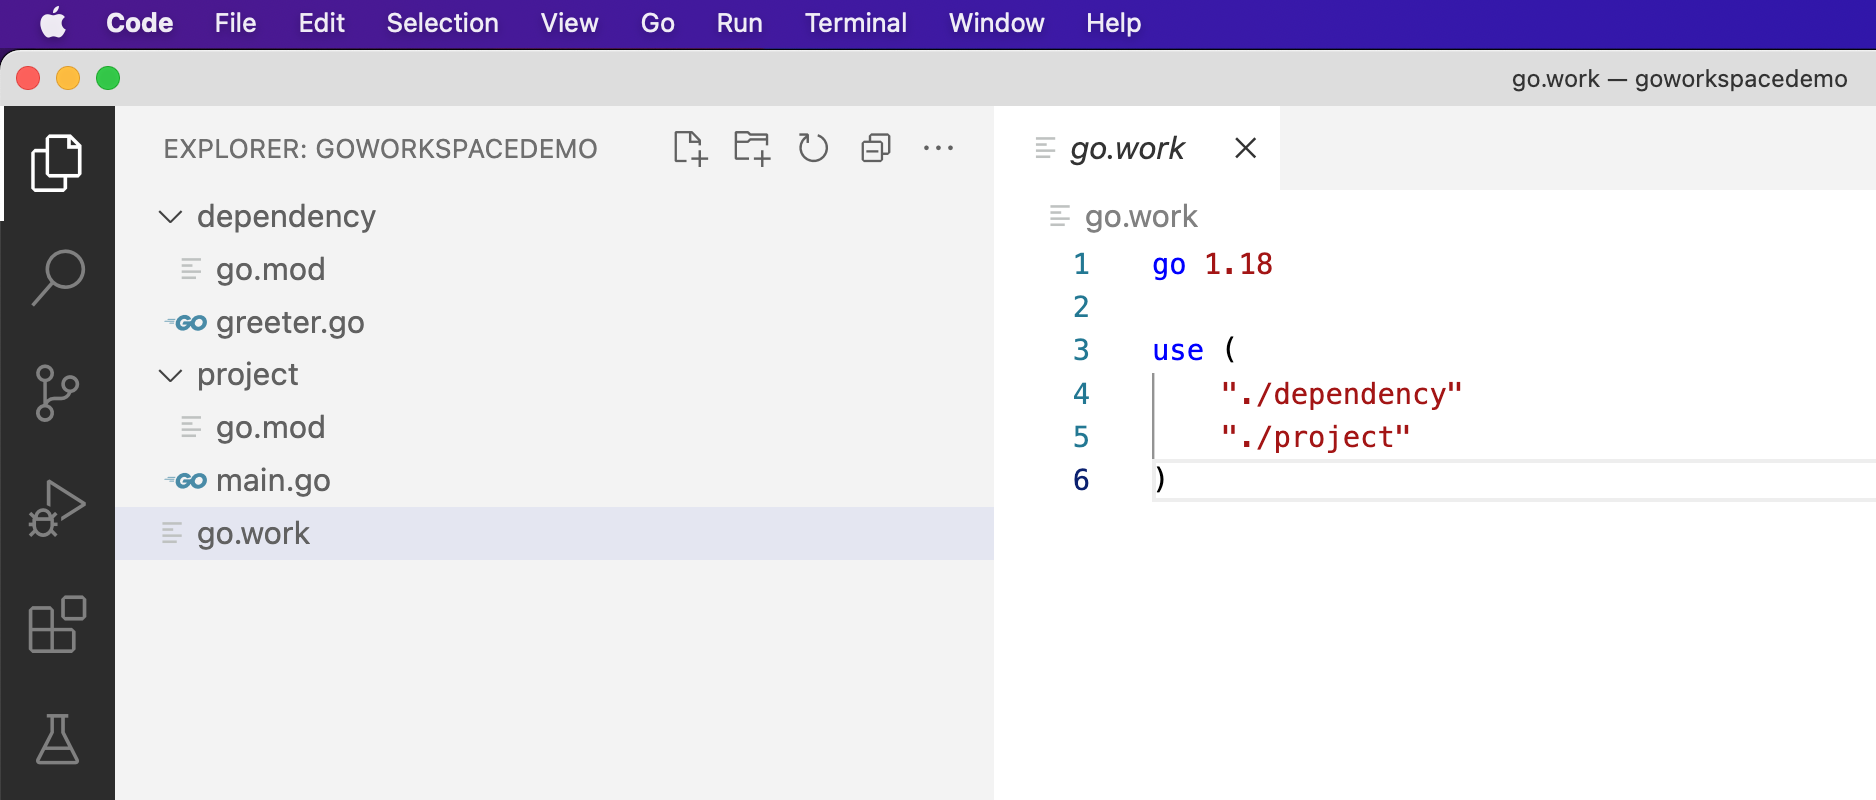 Code File Edit Selection View Go Run Terminal Window Help
go.work — goworkspacedemo
EXPLORER: GOWORKSPACEDEMO
dependency
go.mod
GO greeter.go
project
go.mod
GO main.go
go.work
go.work
go.work
1 go 1.18
2
3 use (
4 "./dependency"
5 "./project"
6 )